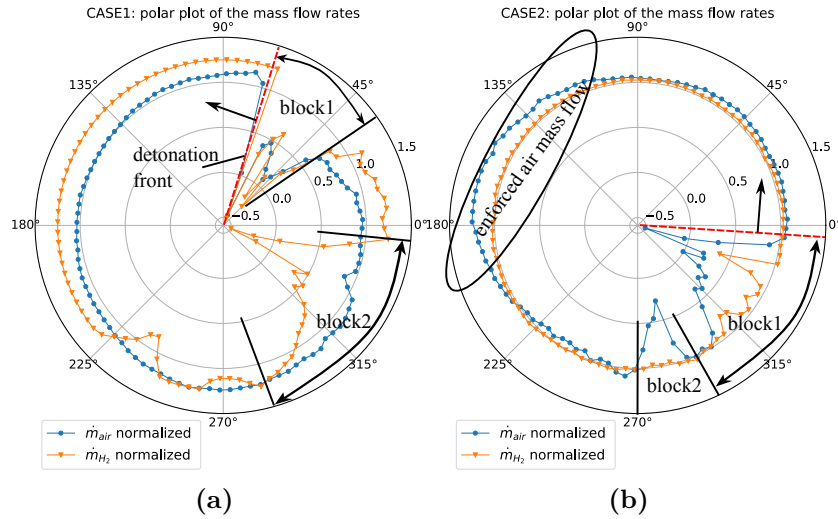 CASE1: polar plot of the mass flow rates
90°
135°
45°
block1
detonation
front
1.5
1.0
0.5
0.0
−0.5
180°
0°
block2
225°
315°
270°
ṁair normalized
ṁH2 normalized
(a)
CASE2: polar plot of the mass flow rates
90°
135°
45°
enforced air mass flow
1.5
1.0
0.5
0.0
−0.5
180°
0°
block1
block2
225°
315°
270°
ṁair normalized
ṁH2 normalized
(b)